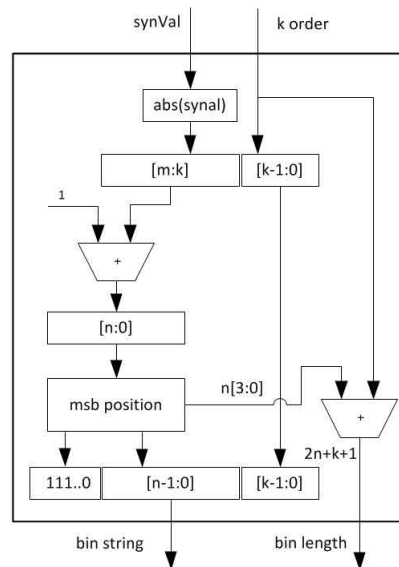 synVal
k order
abs(synal)
[m:k]
[k-1:0]
1
+
[n:0]
n[3:0]
msb position
+
2n+k+1
111..0
[n-1:0]
[k-1:0]
bin string
bin length